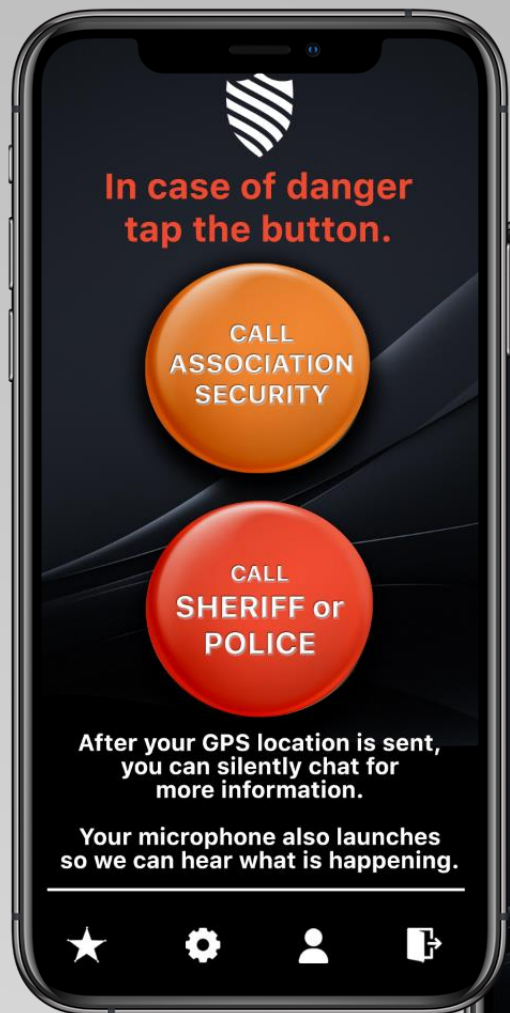 In case of danger
tap the button.
CALL
ASSOCIATION
SECURITY
CALL
SHERIFF or
POLICE
After your GPS location is sent,
you can silently chat for
more information.
Your microphone also launches
so we can hear what is happening.